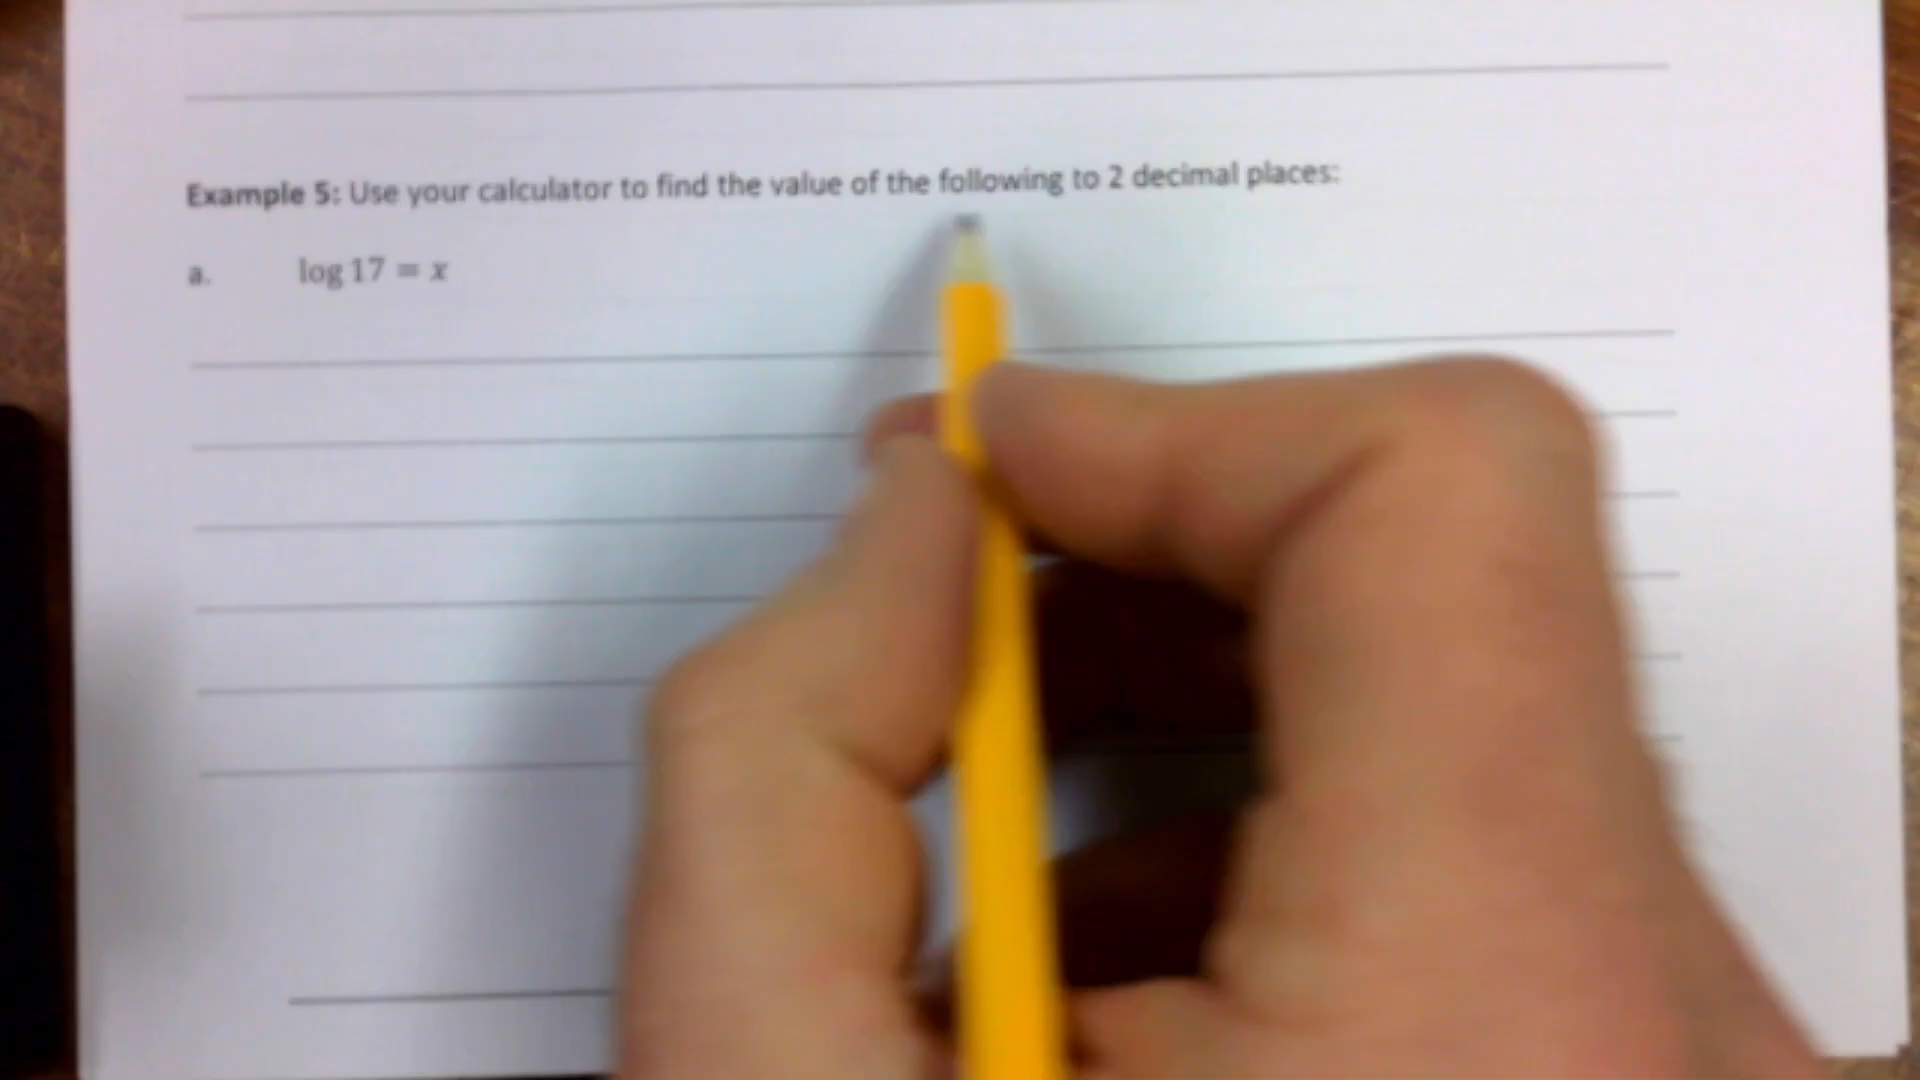 Example 5: Use your calculator to find the value of the following to 2 decimal places:
a. log 17 = x